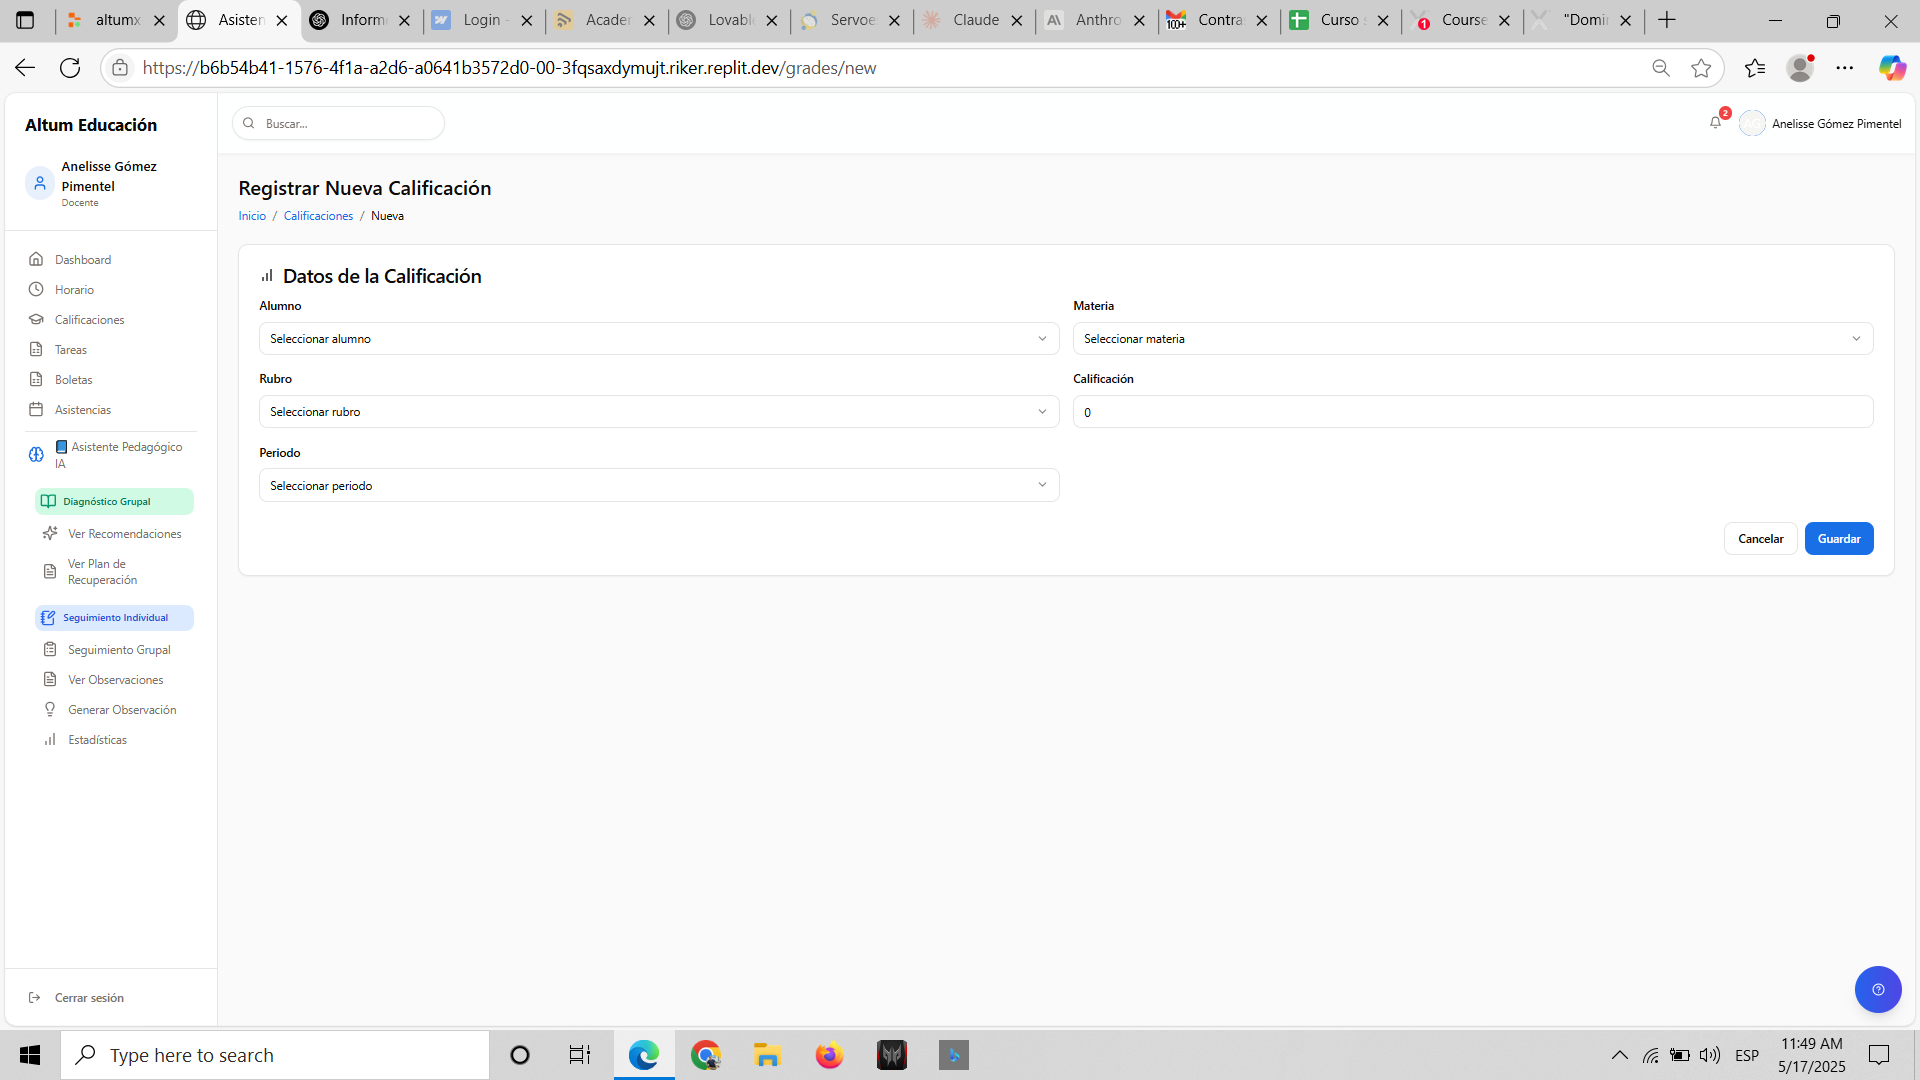 altumx
Asisten
Inform
Login -
Acade
Lovabl
Servoe
Claude
Anthro
Contra
Curso s
Course
"Domi
https://b6b54b41-1576-4f1a-a2d6-a0641b3572d0-00-3fqsaxdymujt.riker.replit.dev/grades/new
Altum Educación
Buscar...
2
Anelisse Gómez Pimentel
Anelisse Gómez
Pimentel
Docente
Dashboard
Horario
Calificaciones
Tareas
Boletas
Asistencias
Asistente Pedagógico
IA
Diagnóstico Grupal
Ver Recomendaciones
Ver Plan de
Recuperación
Seguimiento Individual
Seguimiento Grupal
Ver Observaciones
Generar Observación
Estadísticas
Cerrar sesión
Registrar Nueva Calificación
Inicio / Calificaciones / Nueva
Datos de la Calificación
Alumno
Seleccionar alumno
Materia
Seleccionar materia
Rubro
Seleccionar rubro
Calificación
0
Periodo
Seleccionar periodo
Cancelar
Guardar
Type here to search
ESP
11:49 AM
5/17/2025